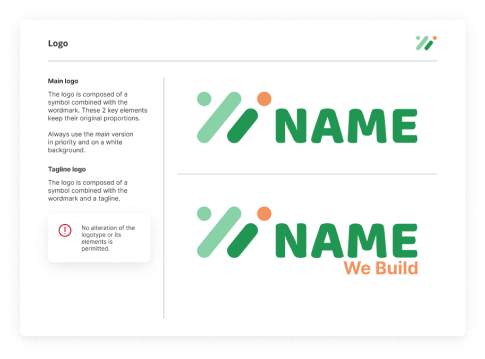 Logo
Main logo
The logo is composed of a
symbol combined with the
wordmark. These 2 key elements
keep their original proportions.
Always use the main version
in priority and on a white
background.
Tagline logo
The logo is composed of a
symbol combined with the
wordmark and a tagline.
No alteration of the
logotype or its
elements is
permitted.
NAME
NAME
We Build